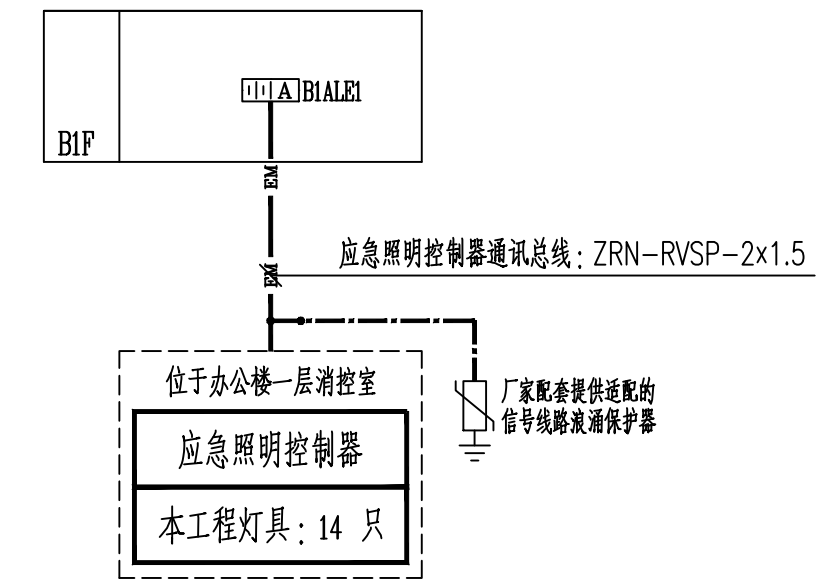 A B1ALE1
B1F
EM
应急照明控制器通讯总线: ZRN-RVSP-2x1.5
EM
位于办公楼一层消控室
厂家配套提供适配的
信号线路浪涌保护器
应急照明控制器
本工程灯具: 14 只